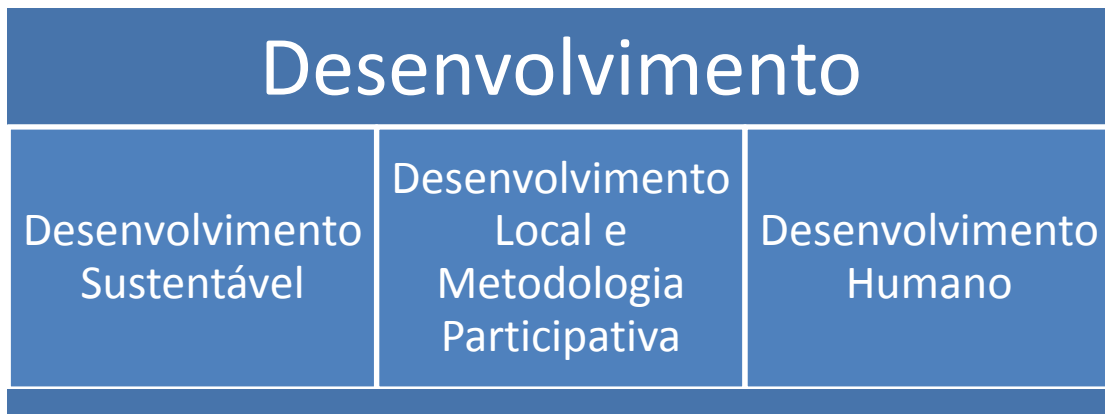 Desenvolvimento
Desenvolvimento
Sustentável
Desenvolvimento
Local e
Metodologia
Participativa
Desenvolvimento
Humano